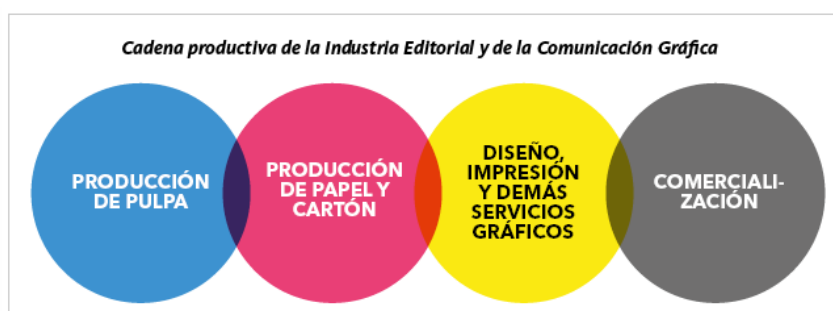 Cadena productiva de la Industria Editorial y de la Comunicación Gráfica
PRODUCCIÓN
DE PULPA
PRODUCCIÓN
DE PAPEL Y
CARTÓN
DISEÑO,
IMPRESIÓN
Y DEMÁS
SERVICIOS
GRÁFICOS
COMERCIALI-
ZACIÓN